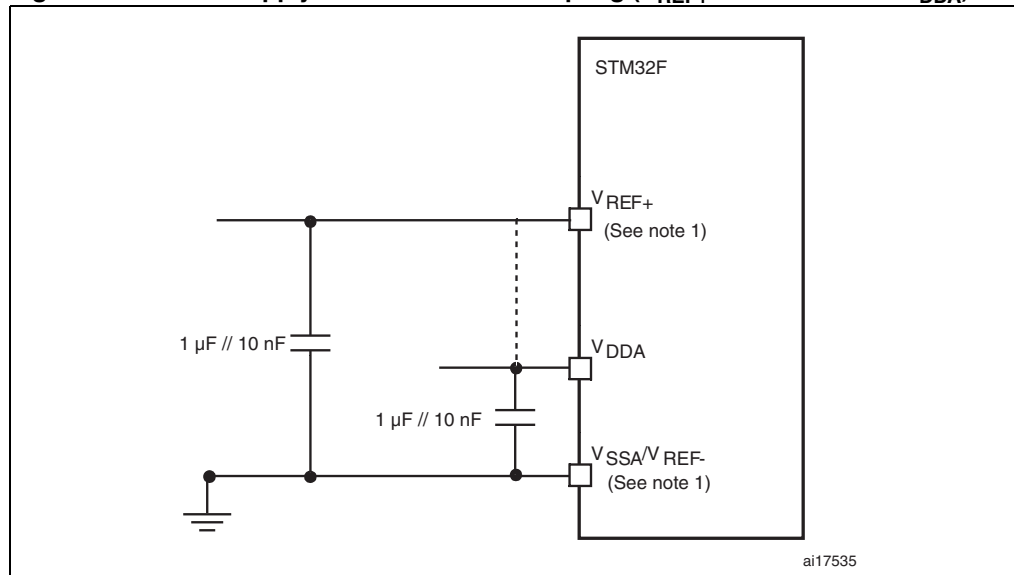 STM32F
VREF+
(See note 1)
1 µF // 10 nF
VDDA
1 µF // 10 nF
VSSA/VREF-
(See note 1)
ai17535